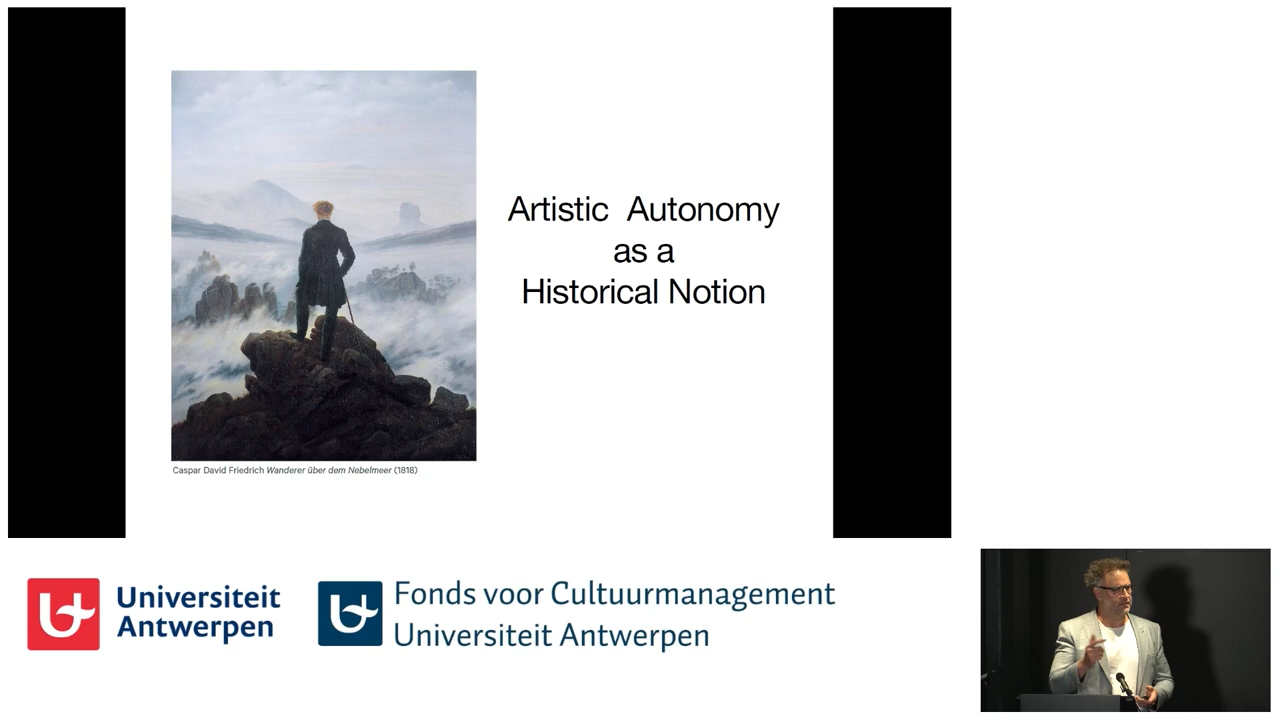 Artistic Autonomy
as a
Historical Notion
Caspar David Friedrich Wanderer über dem Nebelmeer (1818)
Universiteit
Antwerpen
Fonds voor Cultuurmanagement
Universiteit Antwerpen